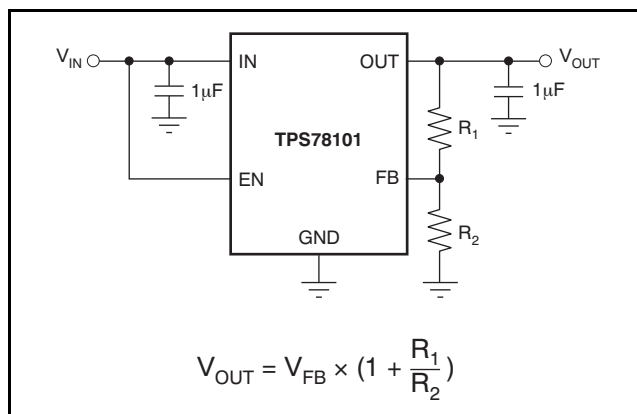 V_IN IN OUT V_OUT
1μF 1μF
R_1
TPS78101
EN FB
R_2
GND
V_OUT = V_FB × (1 + R_1/R_2)